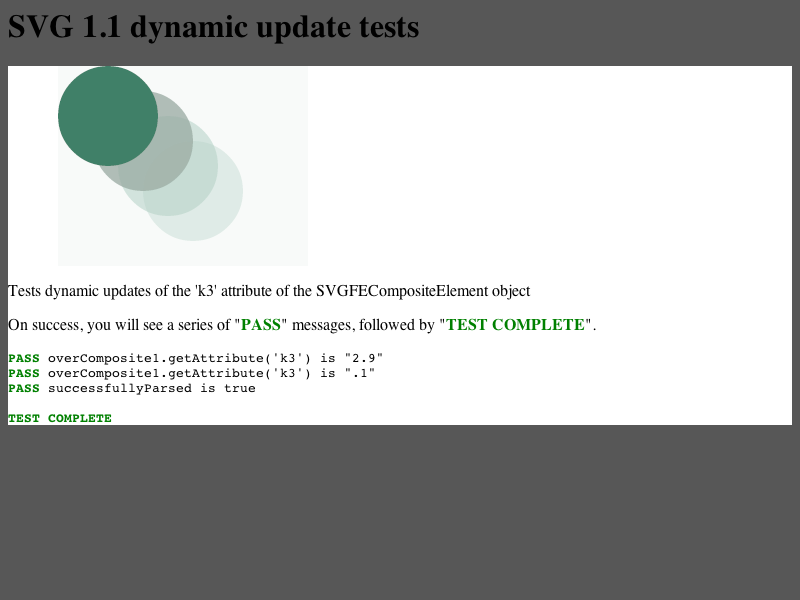 SVG 1.1 dynamic update tests
Tests dynamic updates of the 'k3' attribute of the SVGFECompositeElement object
On success, you will see a series of "PASS" messages, followed by "TEST COMPLETE".
PASS overComposite1.getAttribute('k3') is "2.9"
PASS overComposite1.getAttribute('k3') is ".1"
PASS successfullyParsed is true
TEST COMPLETE